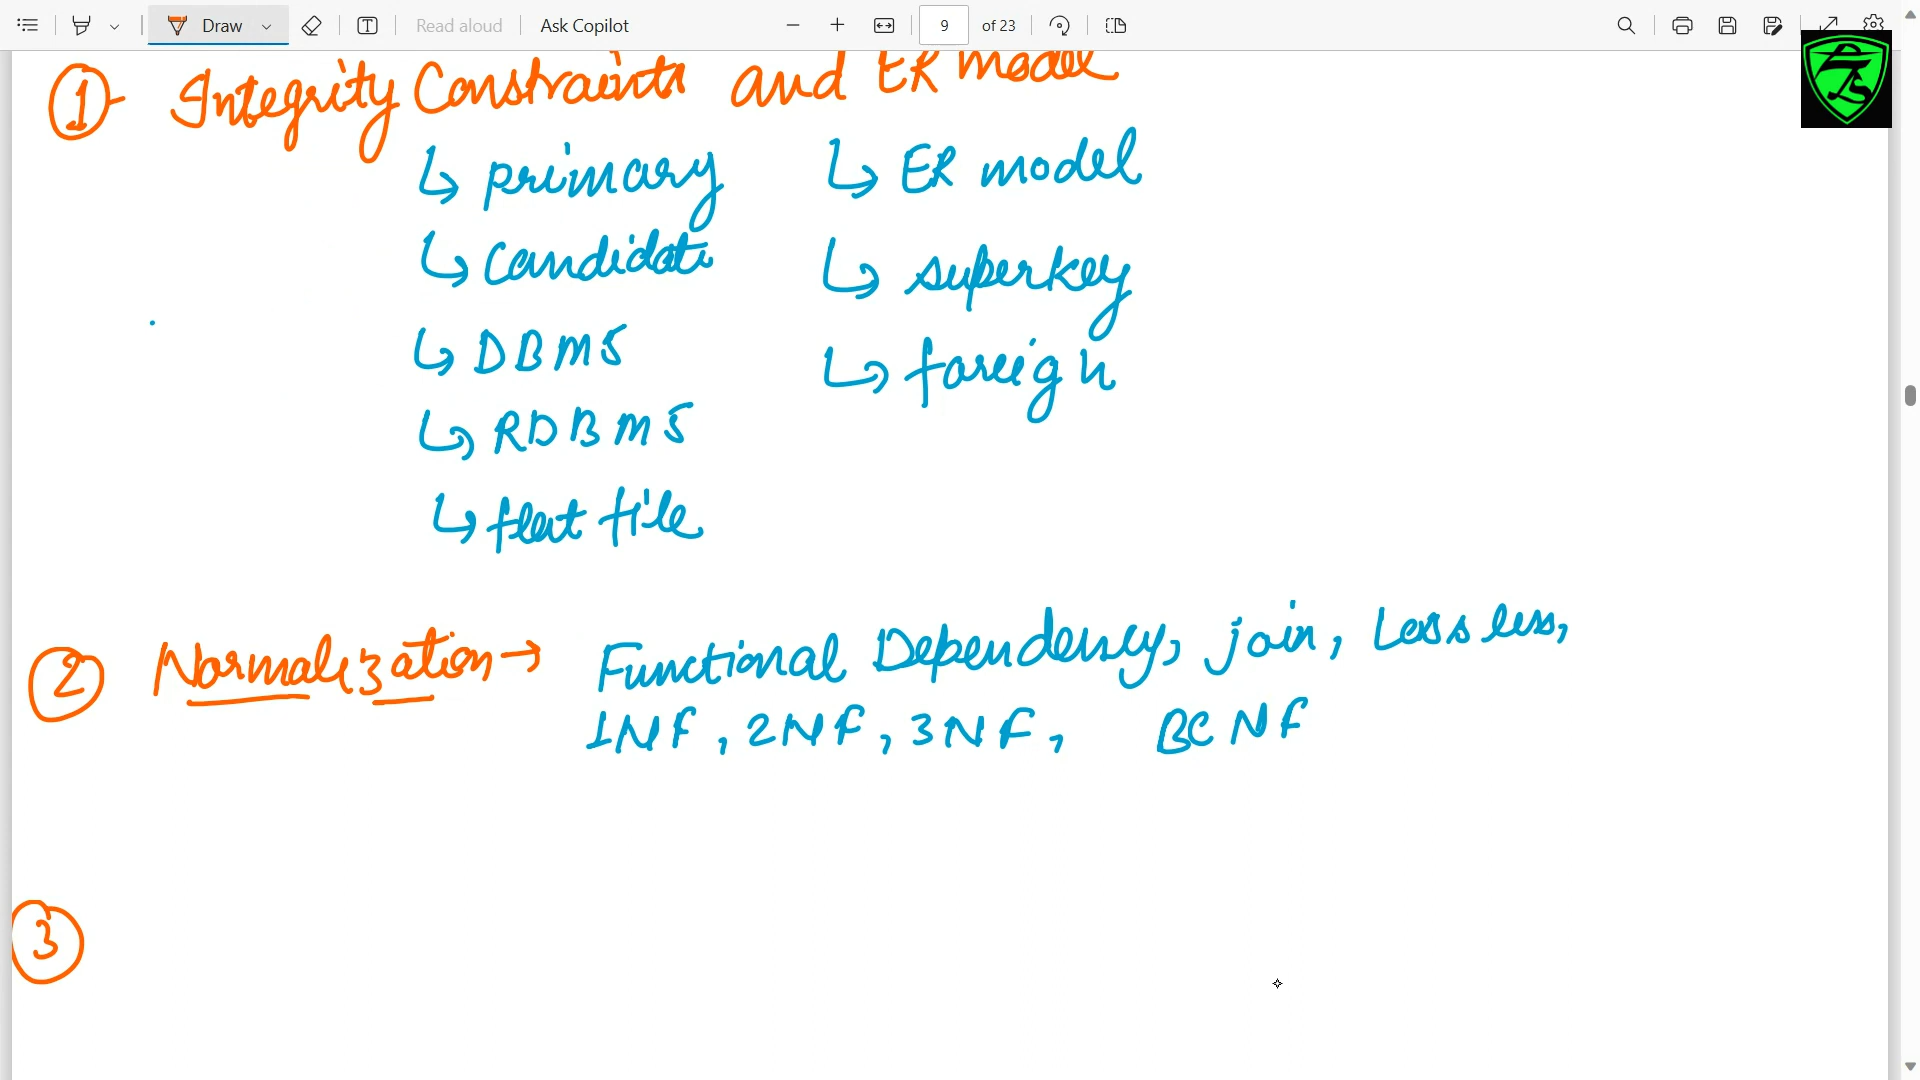 Draw
Read aloud
Ask Copilot
9 of 23
1 Integrity Constraints and ER model
↳ primary
↳ Candidate
↳ DBMS
↳ RDBMS
↳ flat file
↳ ER model
↳ superkey
↳ foreign
2 Normalization → Functional Dependency, join, Lossless,
1NF, 2NF, 3NF, BCNF
3